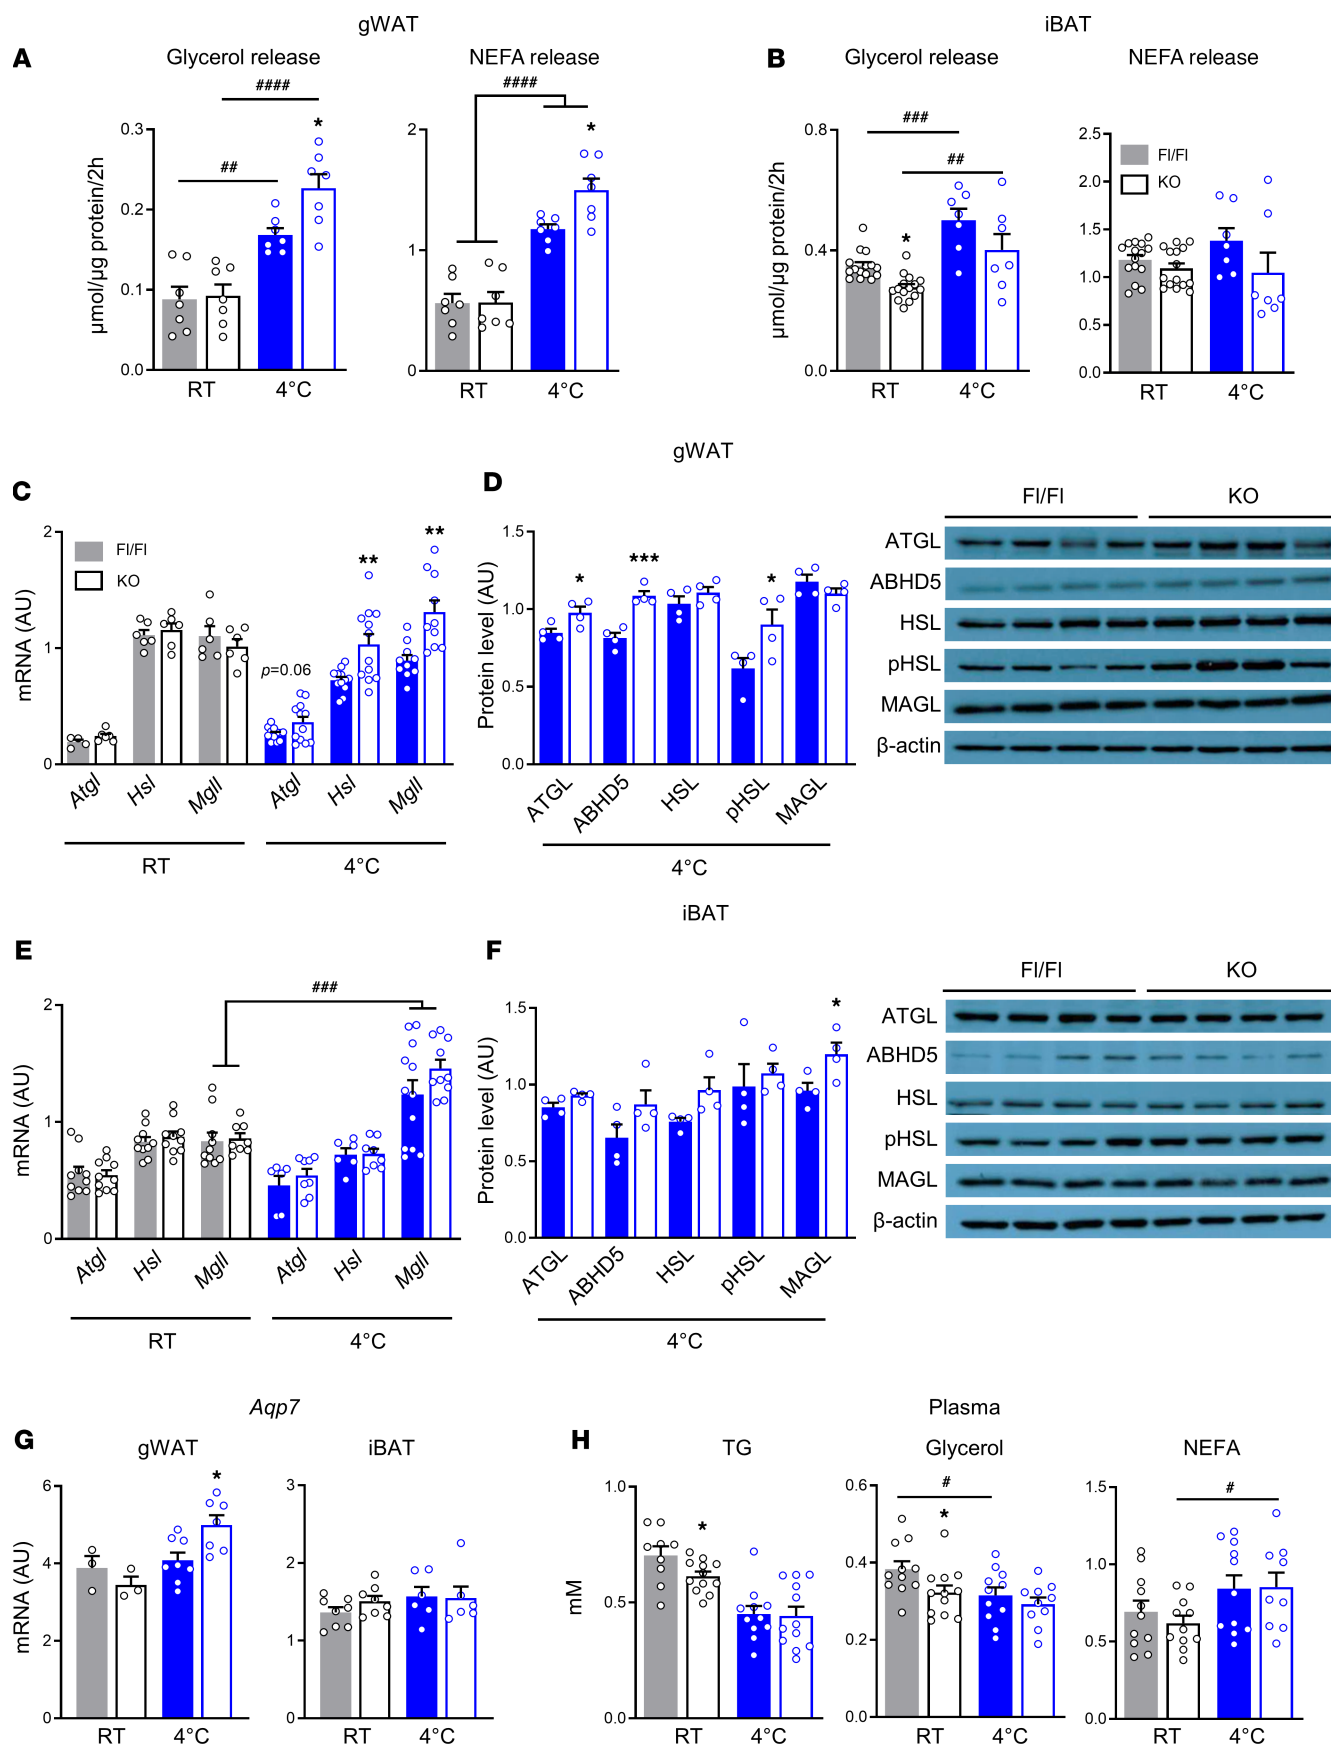 gWAT
iBAT
A
Glycerol release
NEFA release
B
Glycerol release
NEFA release
####
####
*
*
##
###
##
*
0.3
0.2
0.1
0.0
µmol/µg protein/2h
2
1
0
0.8
0.4
0.0
µmol/µg protein/2h
2.5
2.0
1.5
1.0
0.5
0.0
Fl/Fl
KO
RT
4°C
RT
4°C
RT
4°C
RT
4°C
gWAT
C
D
Fl/Fl
KO
2
1
0
mRNA (AU)
Fl/Fl
KO
p=0.06
**
**
Atgl
Hsl
Mgll
Atgl
Hsl
Mgll
RT
4°C
1.5
1.0
0.5
0.0
Protein level (AU)
*
***
*
ATGL
ABHD5
HSL
pHSL
MAGL
4°C
ATGL
ABHD5
HSL
pHSL
MAGL
β-actin
iBAT
E
F
Fl/Fl
KO
2
1
0
mRNA (AU)
###
Atgl
Hsl
Mgll
Atgl
Hsl
Mgll
RT
4°C
1.5
1.0
0.5
0.0
Protein level (AU)
*
ATGL
ABHD5
HSL
pHSL
MAGL
4°C
ATGL
ABHD5
HSL
pHSL
MAGL
β-actin
Aqp7
Plasma
G
gWAT
iBAT
H
TG
Glycerol
NEFA
6
4
2
0
mRNA (AU)
*
3
2
1
0
1.0
0.5
0.0
mM
*
0.6
0.4
0.2
0.0
#
*
1.5
1.0
0.5
0.0
#
RT
4°C
RT
4°C
RT
4°C
RT
4°C
RT
4°C